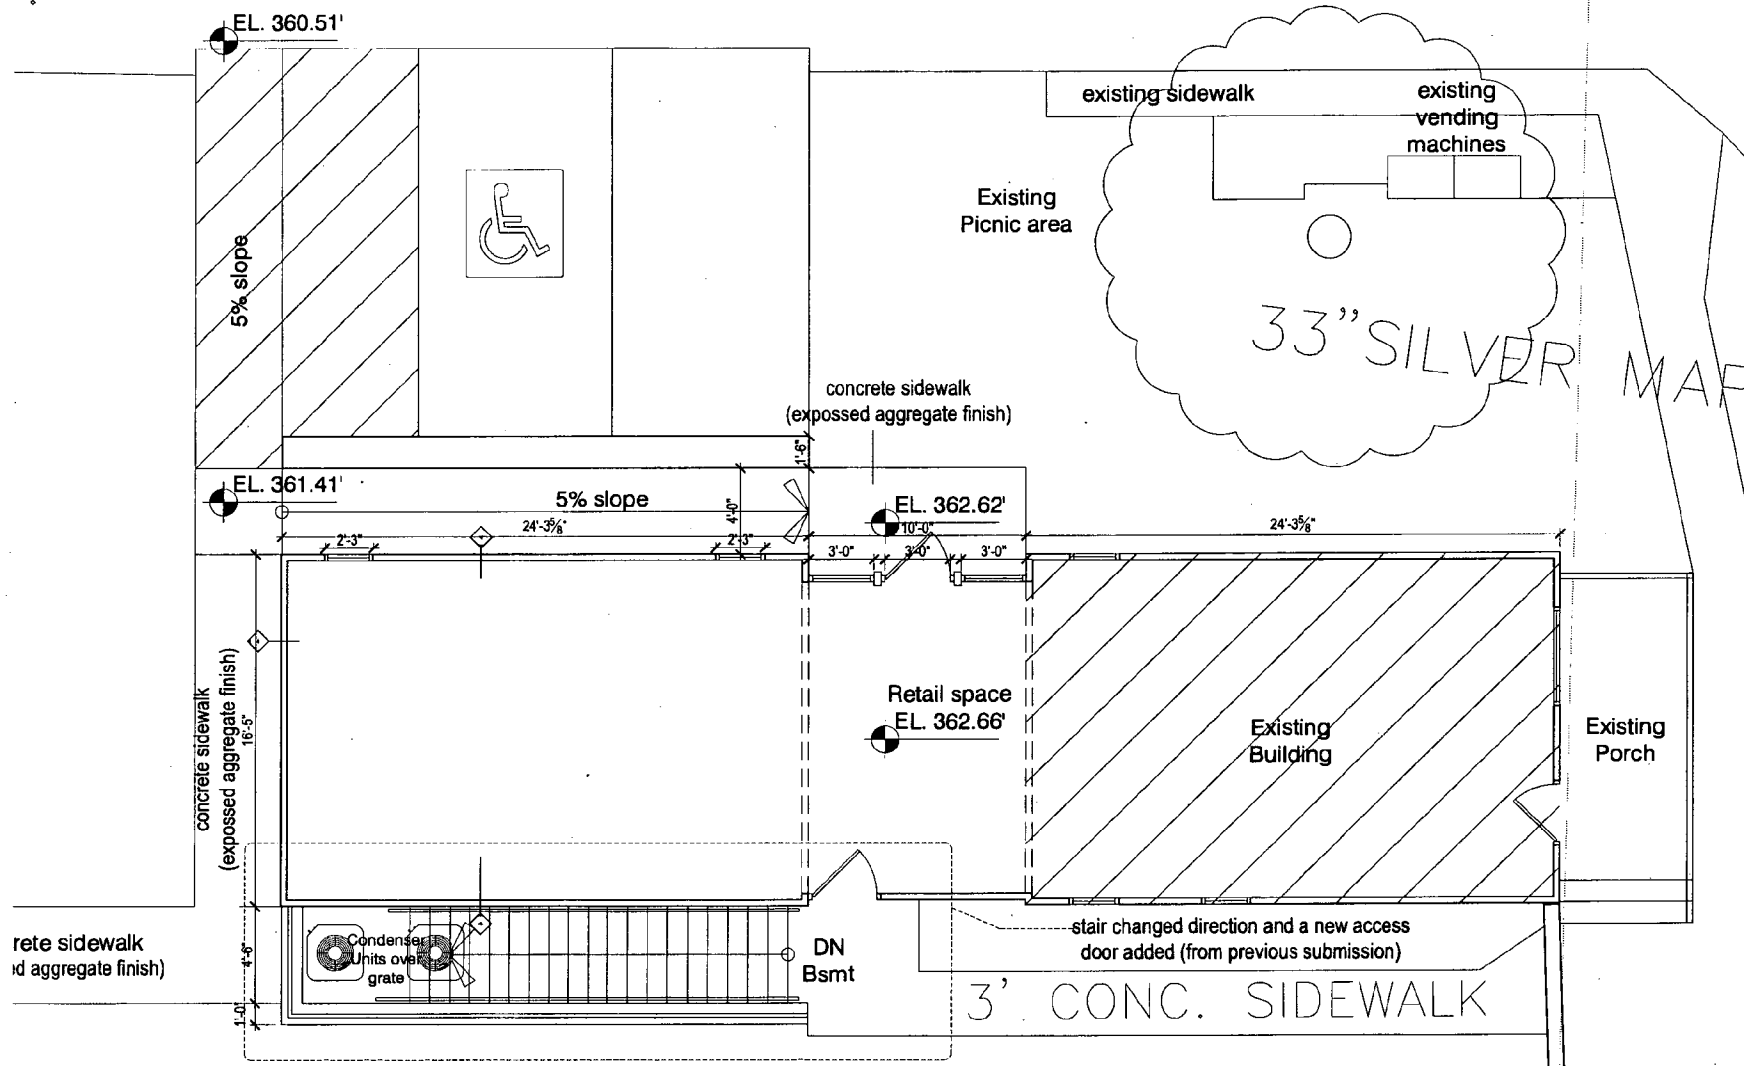 EL. 360.51'
existing sidewalk
existing
vending
machines
Existing
Picnic area
5% slope
33" SILVER MAP
concrete sidewalk
(expossed aggregate finish)
1'-6"
EL. 361.41'
5% slope
4'-0"
EL. 362.62'
24'-3⅝"
10'-0"
24'-3⅝"
2'-3"
2'-3"
3'-0"
3'-0"
3'-0"
concrete sidewalk
(expossed aggregate finish)
16'-5"
Retail space
EL. 362.66'
Existing
Building
Existing
Porch
rete sidewalk
d aggregate finish)
4'-6"
1'-0"
Condenser
Units over
grate
DN
Bsmt
stair changed direction and a new access
door added (from previous submission)
3' CONC. SIDEWALK